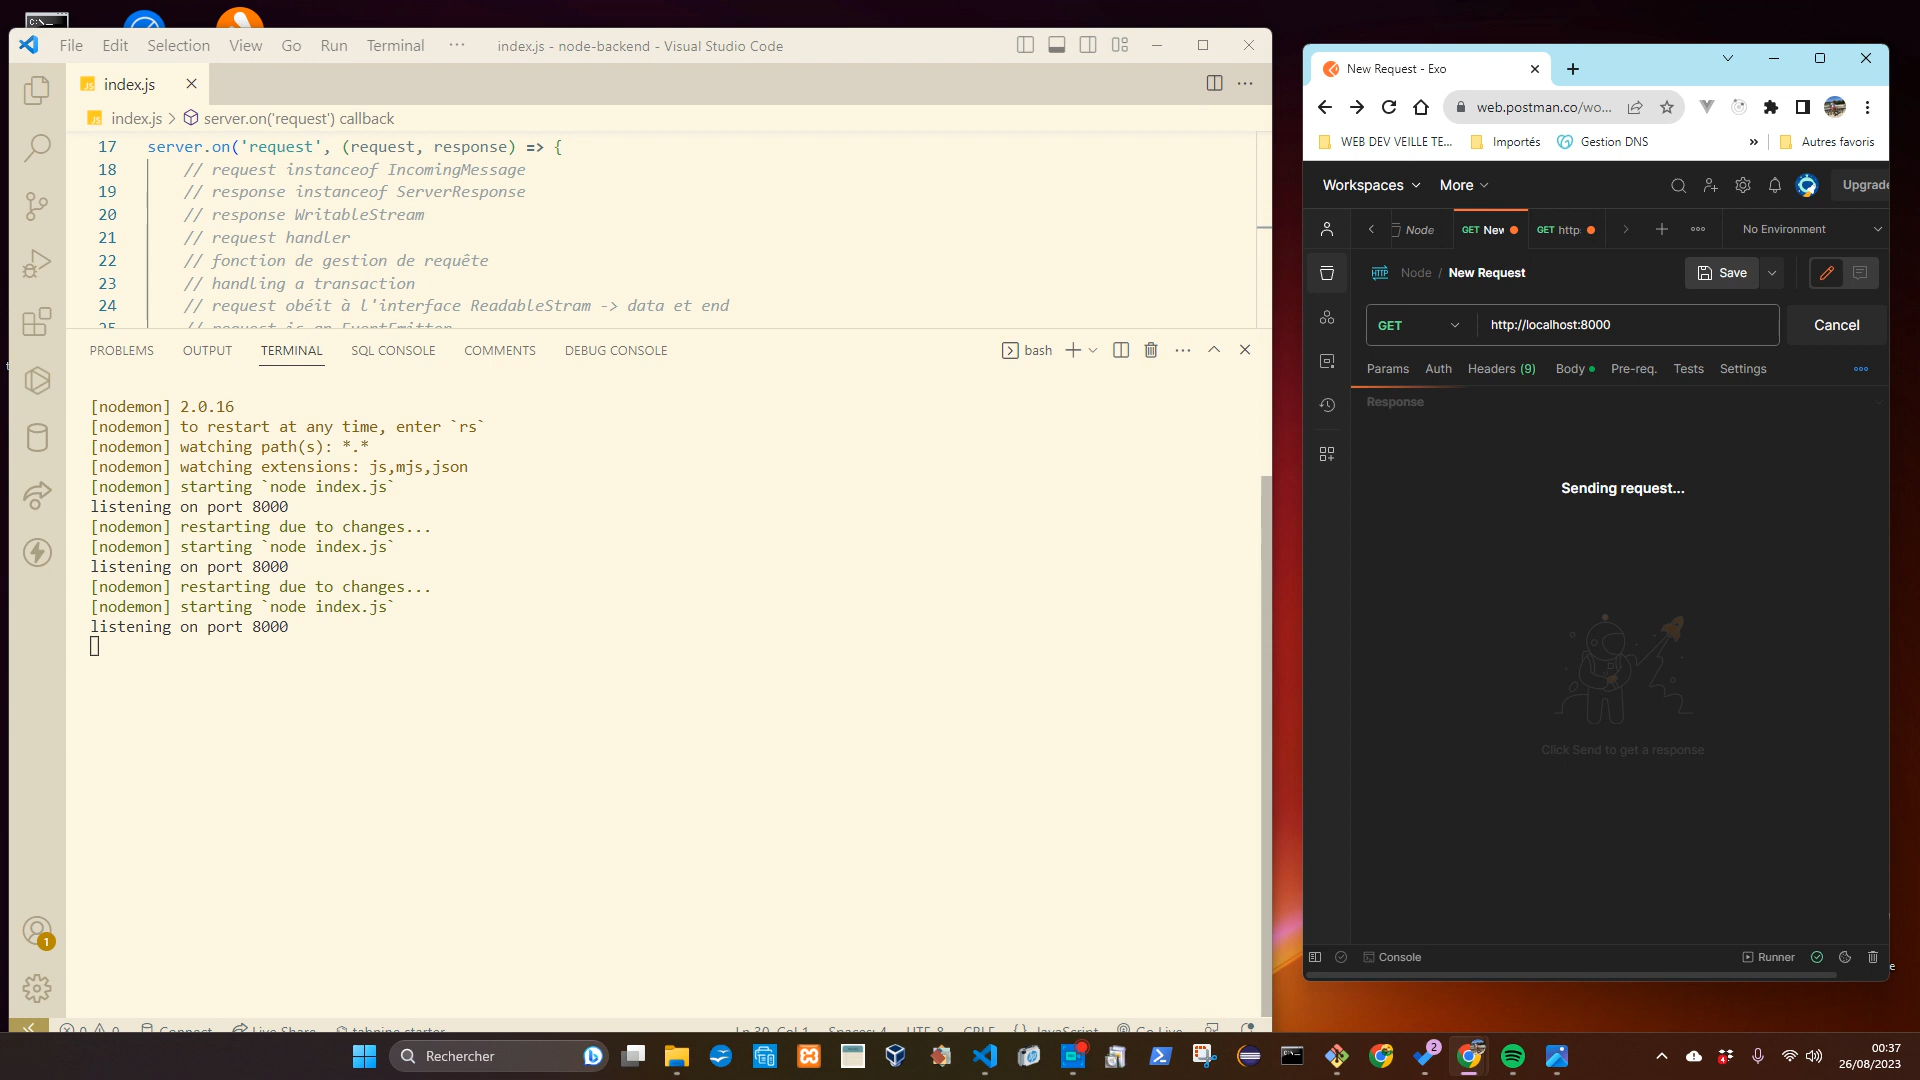 File Edit Selection View Go Run Terminal ··· index.js - node-backend - Visual Studio Code
index.js
index.js > server.on('request') callback
17 server.on('request', (request, response) => {
18 // request instanceof IncomingMessage
19 // response instanceof ServerResponse
20 // response WritableStream
21 // request handler
22 // fonction de gestion de requête
23 // handling a transaction
24 // request obéit à l'interface ReadableStram -> data et end
25 // request is an EventEmitter
PROBLEMS OUTPUT TERMINAL SQL CONSOLE COMMENTS DEBUG CONSOLE bash
[nodemon] 2.0.16
[nodemon] to restart at any time, enter `rs`
[nodemon] watching path(s): *.*
[nodemon] watching extensions: js,mjs,json
[nodemon] starting `node index.js`
listening on port 8000
[nodemon] restarting due to changes...
[nodemon] starting `node index.js`
listening on port 8000
[nodemon] restarting due to changes...
[nodemon] starting `node index.js`
listening on port 8000
1
0 0 Connect Live Share tabnine starter Ln 30, Col 1 Spaces: 4 UTF-8 CRLF {} JavaScript Go Live
New Request - Exo
web.postman.co/wo...
WEB DEV VEILLE TE... Importés Gestion DNS » Autres favoris
Workspaces More Upgrade
Node GET New GET http: No Environment
HTTP Node / New Request Save
GET http://localhost:8000 Cancel
Params Auth Headers (9) Body Pre-req. Tests Settings
Response
Sending request...
Click Send to get a response
Console Runner
Rechercher 2 00:37
26/08/2023